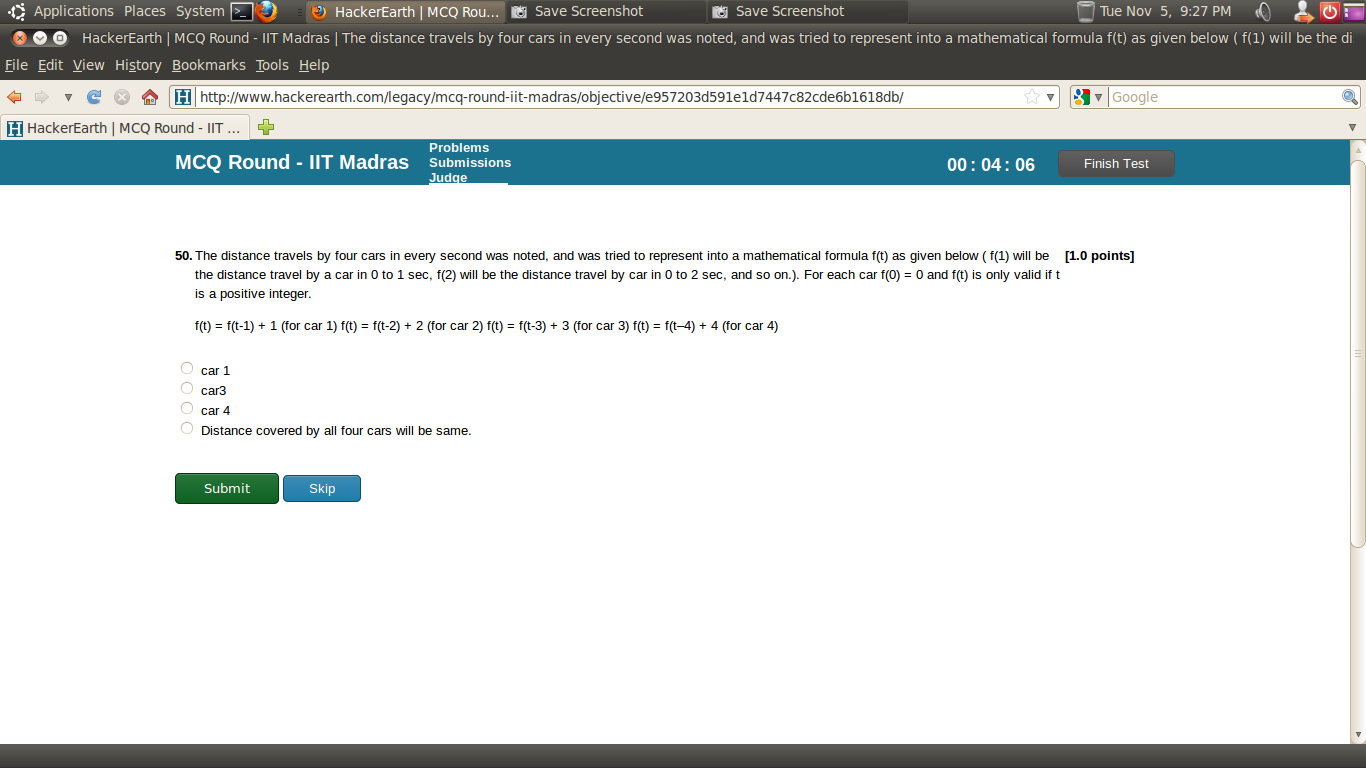 Applications Places System HackerEarth | MCQ Rou... Save Screenshot Save Screenshot Tue Nov 5, 9:27 PM
HackerEarth | MCQ Round - IIT Madras | The distance travels by four cars in every second was noted, and was tried to represent into a mathematical formula f(t) as given below ( f(1) will be the di
File Edit View History Bookmarks Tools Help
http://www.hackerearth.com/legacy/mcq-round-iit-madras/objective/e957203d591e1d7447c82cde6b1618db/ Google
HackerEarth | MCQ Round - IIT ...
MCQ Round - IIT Madras
Problems
Submissions
Judge
00 : 04 : 06
Finish Test
50. The distance travels by four cars in every second was noted, and was tried to represent into a mathematical formula f(t) as given below ( f(1) will be [1.0 points]
the distance travel by a car in 0 to 1 sec, f(2) will be the distance travel by car in 0 to 2 sec, and so on.). For each car f(0) = 0 and f(t) is only valid if t
is a positive integer.
f(t) = f(t-1) + 1 (for car 1) f(t) = f(t-2) + 2 (for car 2) f(t) = f(t-3) + 3 (for car 3) f(t) = f(t–4) + 4 (for car 4)
car 1
car3
car 4
Distance covered by all four cars will be same.
Submit Skip